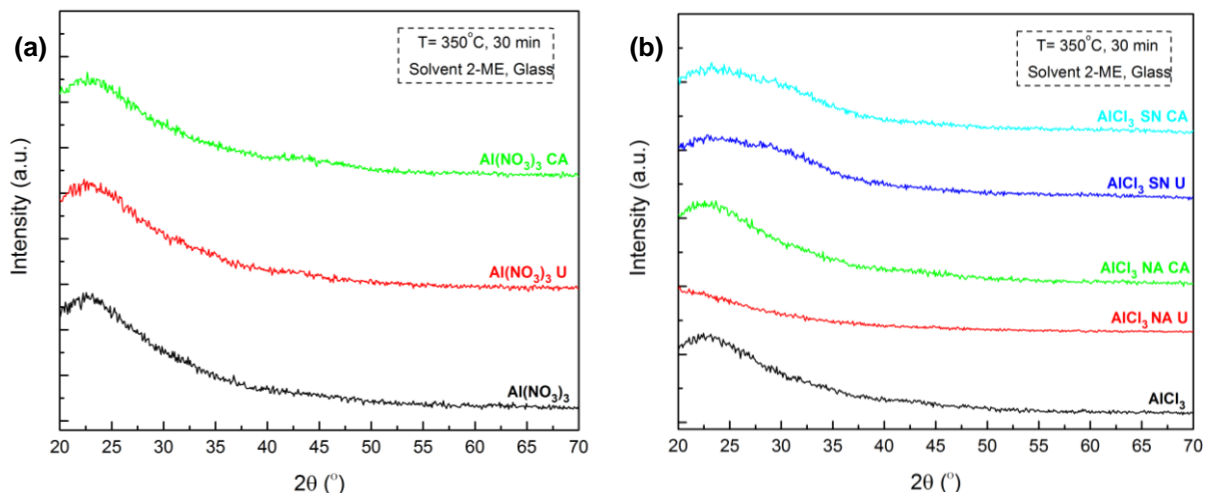 (a)
T= 350°C, 30 min
Solvent 2-ME, Glass
Intensity (a.u.)
Al(NO₃)₃ CA
Al(NO₃)₃ U
Al(NO₃)₃
20 25 30 35 40 45 50 55 60 65 70
2θ (°)
(b)
T= 350°C, 30 min
Solvent 2-ME, Glass
Intensity (a.u.)
AlCl₃ SN CA
AlCl₃ SN U
AlCl₃ NA CA
AlCl₃ NA U
AlCl₃
20 25 30 35 40 45 50 55 60 65 70
2θ (°)